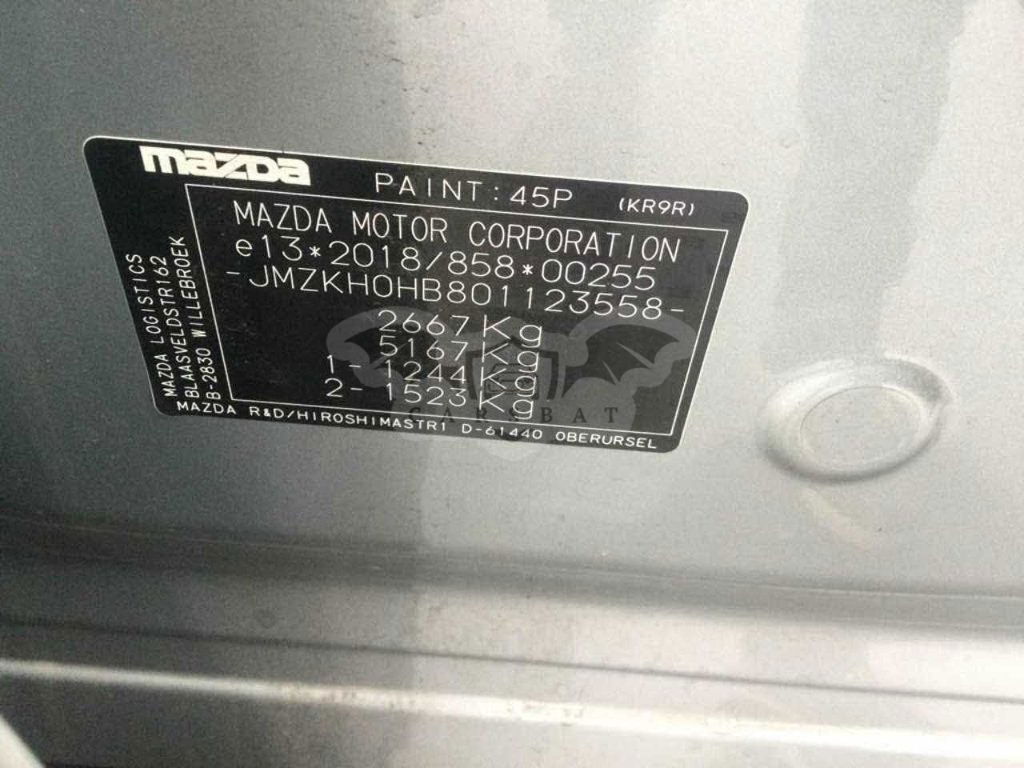 mazda
PAINT: 45P (KR9R)
MAZDA MOTOR CORPORATION
e13*2018/858*00255
-JMZKH0HB801123558-
2667Kg
5167Kg
1-1244Kg
2-1523Kg
MAZDA LOGISTICS
BLAASVELDSTR162
B-2830 WILLEBROEK
MAZDA R&D/HIROSHIMASTR1 D-61440 OBERURSEL
CARSBAT